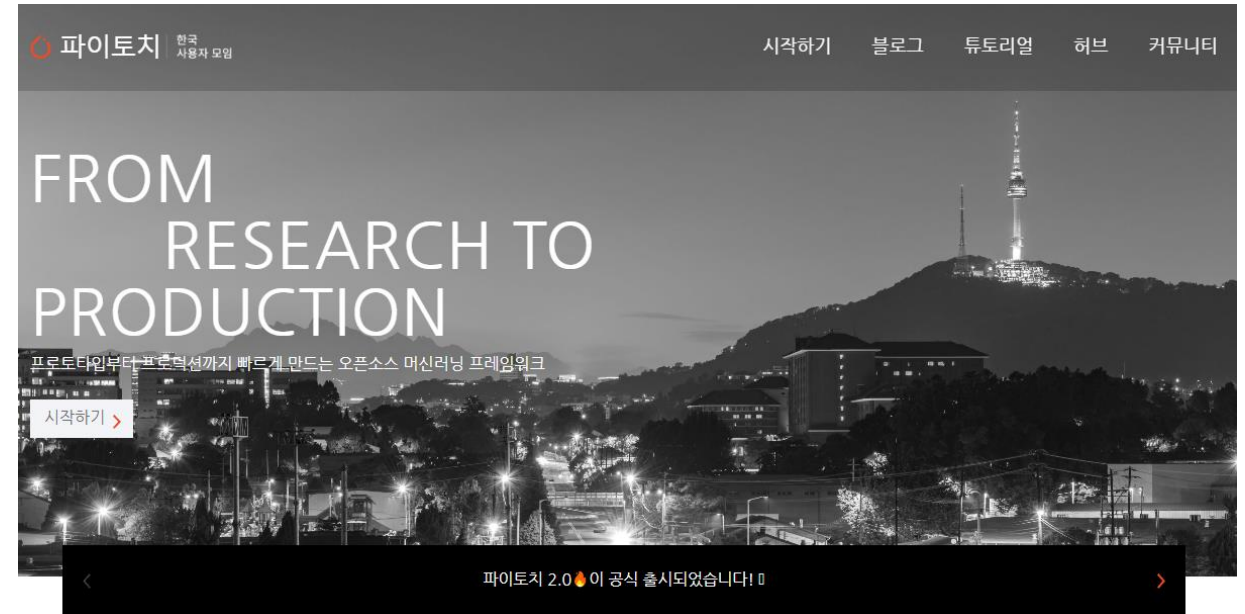 파이토치
한국
사용자 모임
시작하기 블로그 튜토리얼 허브 커뮤니티
FROM
RESEARCH TO
PRODUCTION
프로토타입부터 프로덕션까지 빠르게 만드는 오픈소스 머신러닝 프레임워크
시작하기
파이토치 2.0🔥이 공식 출시되었습니다!